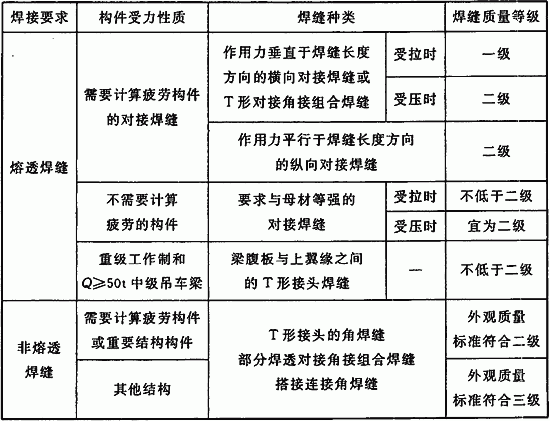 焊接要求 构件受力性质 焊缝种类 焊缝质量等级
熔透焊缝
需要计算疲劳构件
的对接焊缝
作用力垂直于焊缝长度
方向的横向对接焊缝或
T形对接角接组合焊缝
受拉时 一级
受压时 二级
作用力平行于焊缝长度方向
的纵向对接焊缝
二级
不需要计算
疲劳的构件
要求与母材等强的
对接焊缝
受拉时 不低于二级
受压时 宜为二级
重级工作制和
Q≥50t中级吊车梁
梁腹板与上翼缘之间
的T形接头焊缝
— 不低于二级
非熔透
焊缝
需要计算疲劳构件
或重要结构构件
T形接头的角焊缝
部分焊透对接角接组合焊缝
搭接连接角焊缝
外观质量
标准符合二级
其他结构
外观质量
标准符合三级